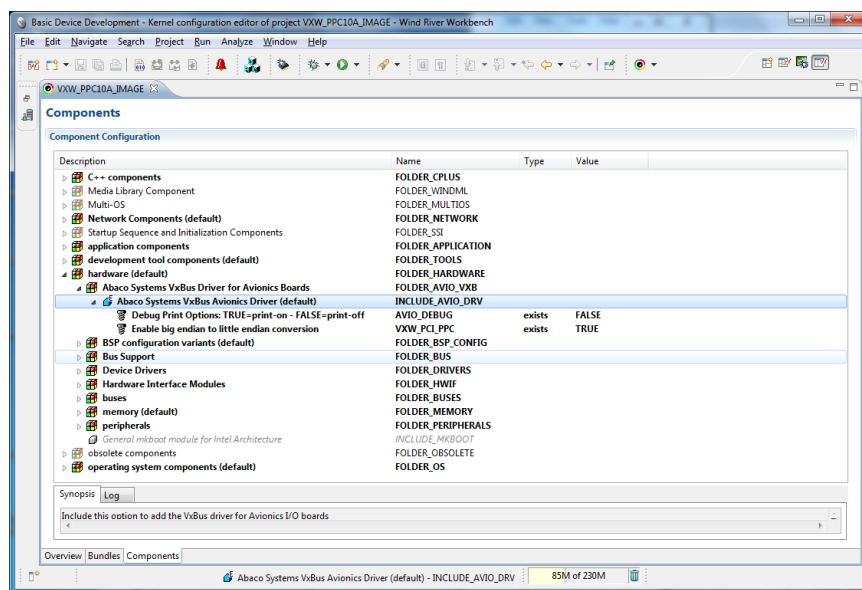 Basic Device Development - Kernel configuration editor of project VXW_PPC10A_IMAGE - Wind River Workbench
File Edit Navigate Search Project Run Analyze Window Help
VXW_PPC10A_IMAGE
Components
Component Configuration
Description Name Type Value
C++ components FOLDER_CPLUS
Media Library Component FOLDER_WINDML
Multi-OS FOLDER_MULTIOS
Network Components (default) FOLDER_NETWORK
Startup Sequence and Initialization Components FOLDER_SSI
application components FOLDER_APPLICATION
development tool components (default) FOLDER_TOOLS
hardware (default) FOLDER_HARDWARE
Abaco Systems VxBus Driver for Avionics Boards FOLDER_AVIO_VXB
Abaco Systems VxBus Avionics Driver (default) INCLUDE_AVIO_DRV
Debug Print Options: TRUE=print-on - FALSE=print-off AVIO_DEBUG exists FALSE
Enable big endian to little endian conversion VXW_PCI_PPC exists TRUE
BSP configuration variants (default) FOLDER_BSP_CONFIG
Bus Support FOLDER_BUS
Device Drivers FOLDER_DRIVERS
Hardware Interface Modules FOLDER_HWIF
buses FOLDER_BUSES
memory (default) FOLDER_MEMORY
peripherals FOLDER_PERIPHERALS
General mkboot module for Intel Architecture INCLUDE_MKBOOT
obsolete components FOLDER_OBSOLETE
operating system components (default) FOLDER_OS
Synopsis Log
Include this option to add the VxBus driver for Avionics I/O boards
Overview Bundles Components
Abaco Systems VxBus Avionics Driver (default) - INCLUDE_AVIO_DRV 85M of 230M